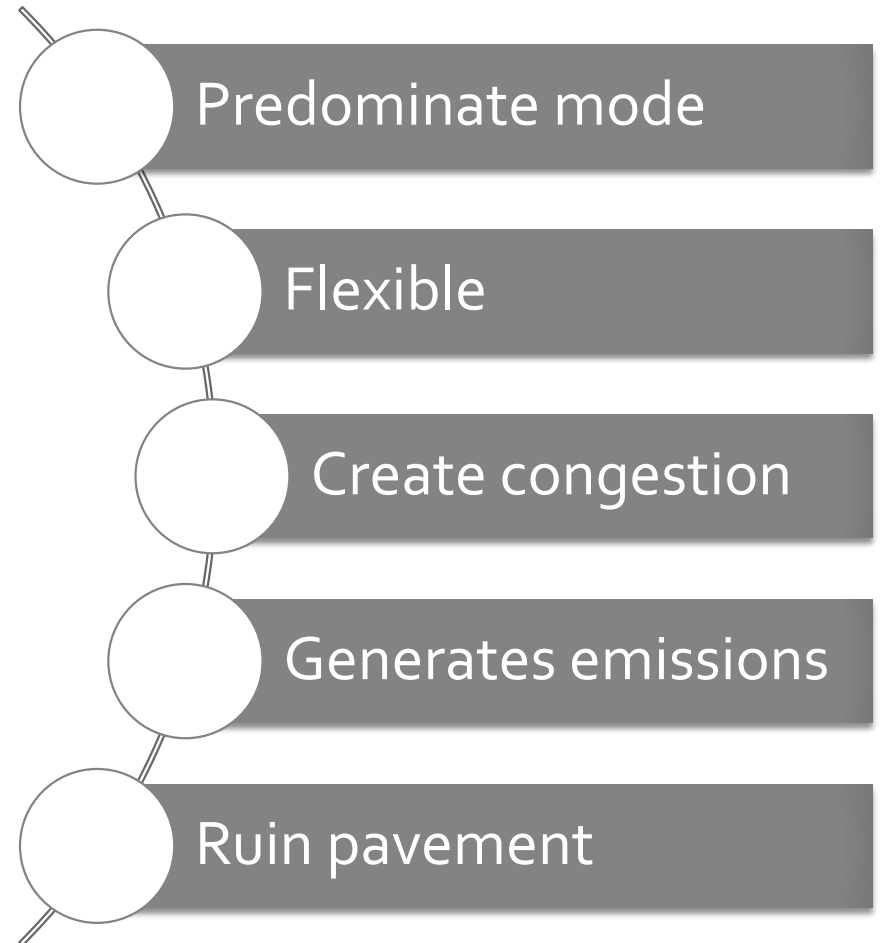 Predominate mode
Flexible
Create congestion
Generates emissions
Ruin pavement